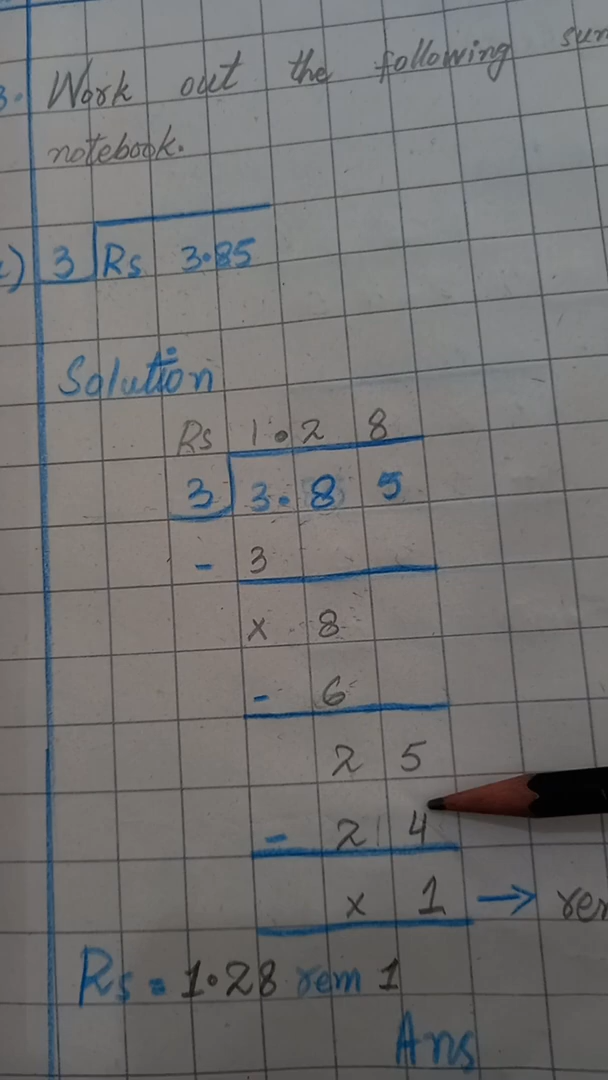 3. Work out the following
notebook.
) 3 Rs 3.85
Solution
Rs 1.2 8
3 3.8 5
- 3
x 8
- 6
2 5
- 2 4
x 1 →
Rs = 1.28 rem 1
Ans